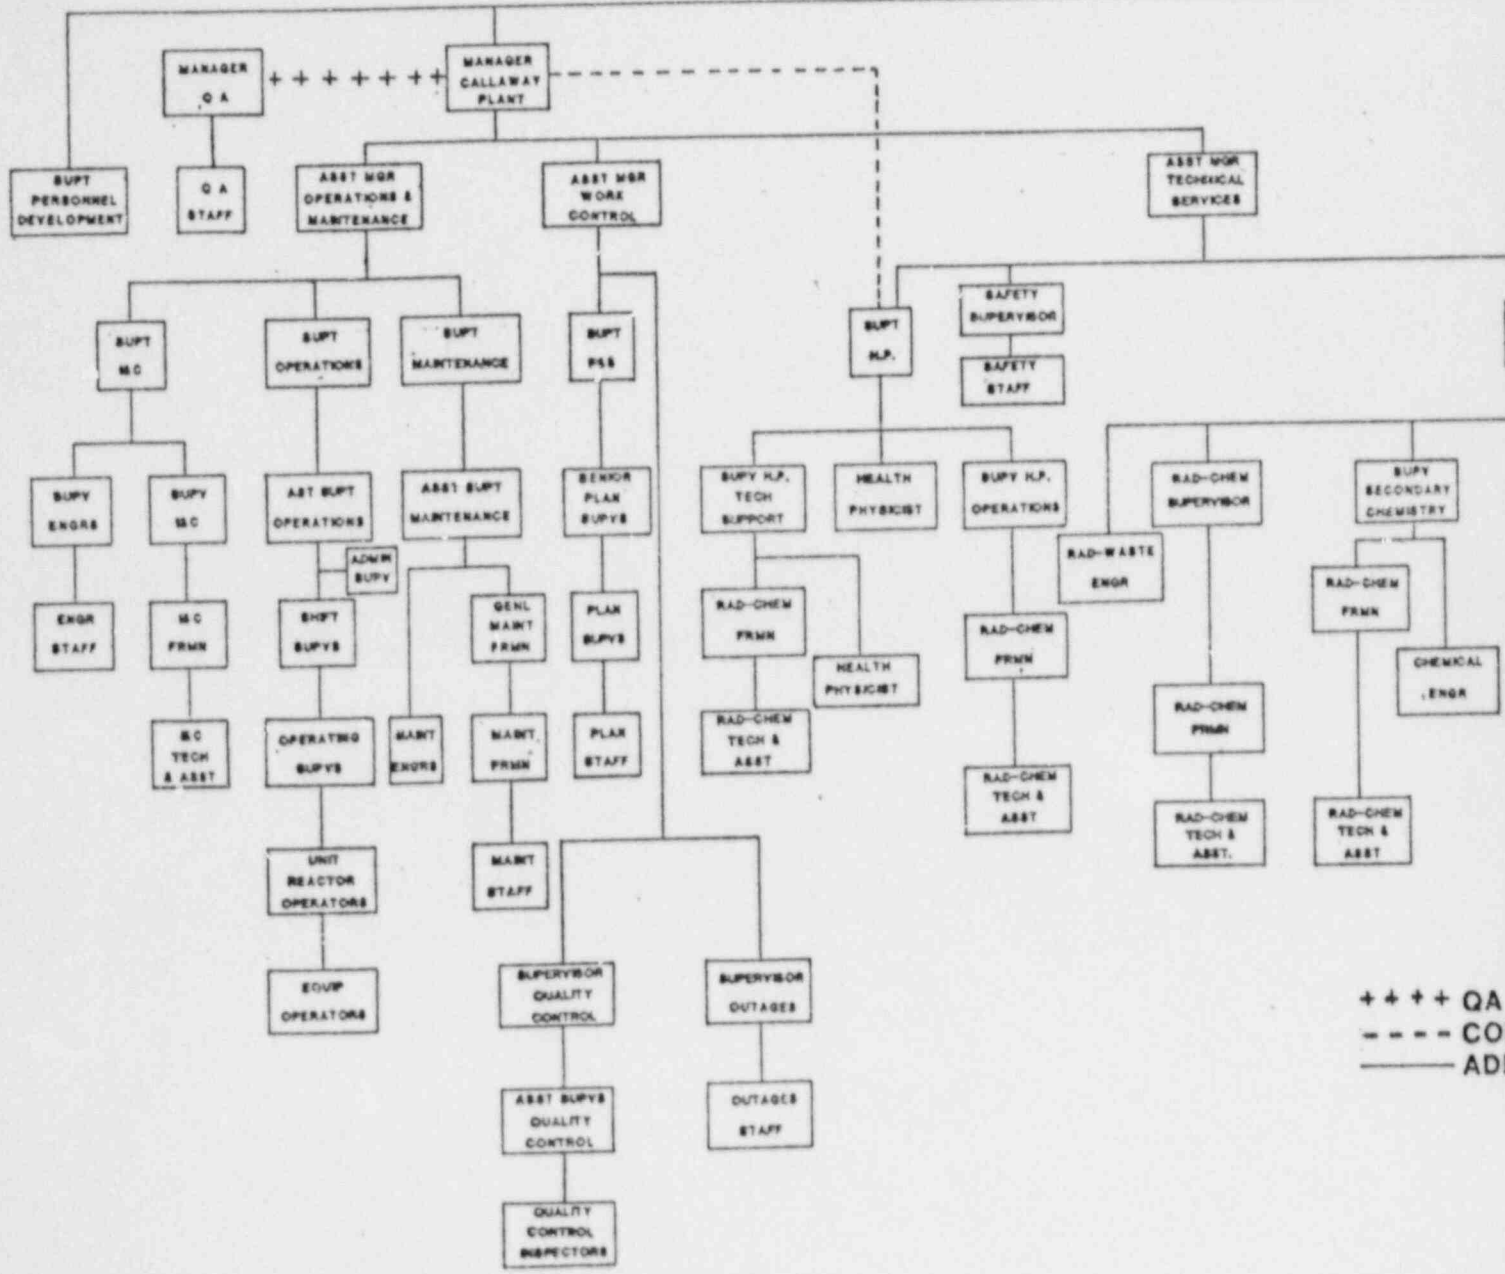 MANAGER
QA
MANAGER
CALLAWAY
PLANT
SUPT
PERSONNEL
DEVELOPMENT
QA
STAFF
ASST MGR
OPERATIONS &
MAINTENANCE
ASST MGR
WORK
CONTROL
ASST MGR
TECHNICAL
SERVICES
SUPT
I&C
SUPT
OPERATIONS
SUPT
MAINTENANCE
SUPT
P&S
SUPT
H.P.
SAFETY
SUPERVISOR
SAFETY
STAFF
SUPV
ENGRS
SUPV
I&C
AST SUPT
OPERATIONS
ASST SUPT
MAINTENANCE
SENIOR
PLAN
SUPVS
SUPV H.P.
TECH
SUPPORT
HEALTH
PHYSICIST
SUPV H.P.
OPERATIONS
RAD-CHEM
SUPERVISOR
SUPV
SECONDARY
CHEMISTRY
ADMIN
SUPV
RAD-WASTE
ENGR
ENGR
STAFF
I&C
FRMN
SHIFT
SUPVS
GENL
MAINT
FRMN
PLAN
SUPVS
RAD-CHEM
FRMN
HEALTH
PHYSICIST
RAD-CHEM
FRMN
RAD-CHEM
FRMN
CHEMICAL
ENGR
I&C
TECH
& ASST
OPERATING
SUPVS
MAINT
ENGRS
MAINT
FRMN
PLAN
STAFF
RAD-CHEM
TECH &
ASST
RAD-CHEM
TECH &
ASST
RAD-CHEM
FRMN
RAD-CHEM
TECH &
ASST.
RAD-CHEM
TECH &
ASST
UNIT
REACTOR
OPERATORS
MAINT
STAFF
EQUIP
OPERATORS
SUPERVISOR
QUALITY
CONTROL
SUPERVISOR
OUTAGES
ASST SUPVS
QUALITY
CONTROL
OUTAGES
STAFF
QUALITY
CONTROL
INSPECTORS
++++ QA
---- CO
—— AD